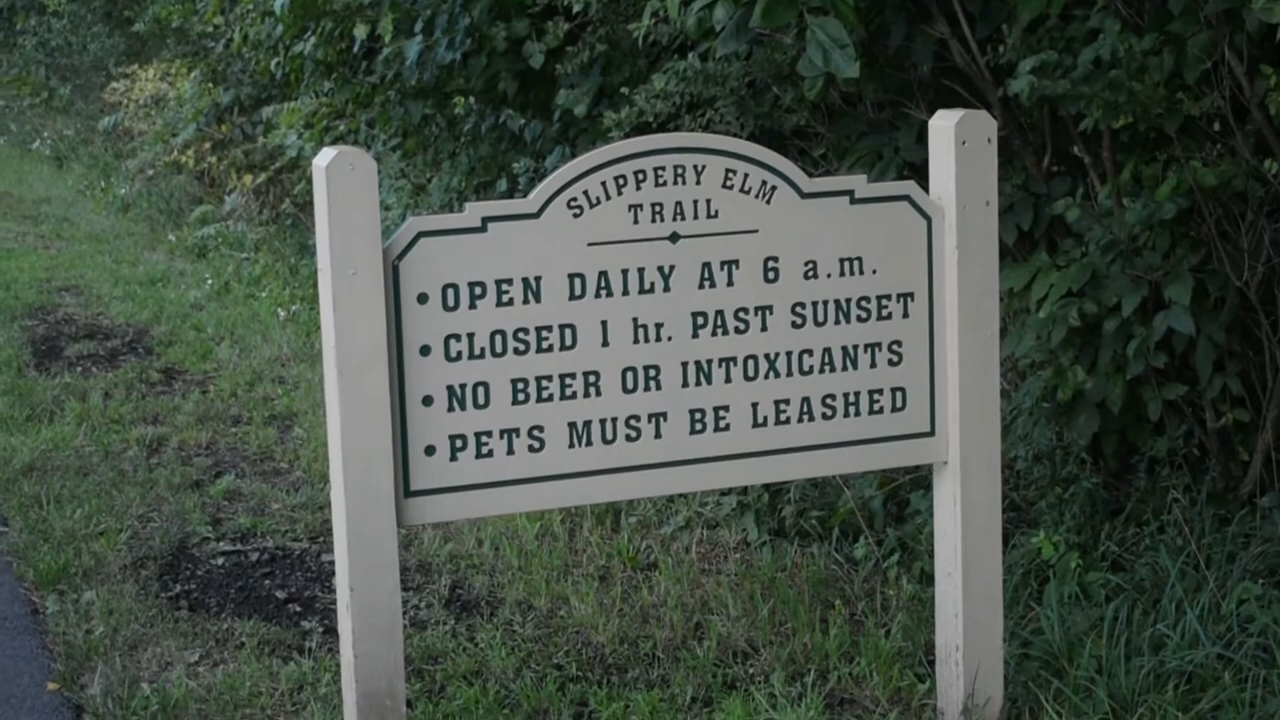 SLIPPERY ELM
TRAIL
• OPEN DAILY AT 6 a.m.
• CLOSED 1 hr. PAST SUNSET
• NO BEER OR INTOXICANTS
• PETS MUST BE LEASHED